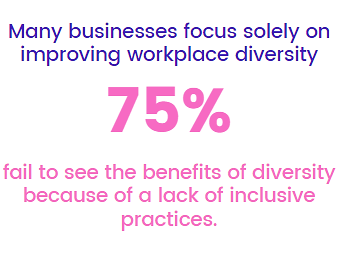 Many businesses focus solely on
improving workplace diversity
75%
fail to see the benefits of diversity
because of a lack of inclusive
practices.